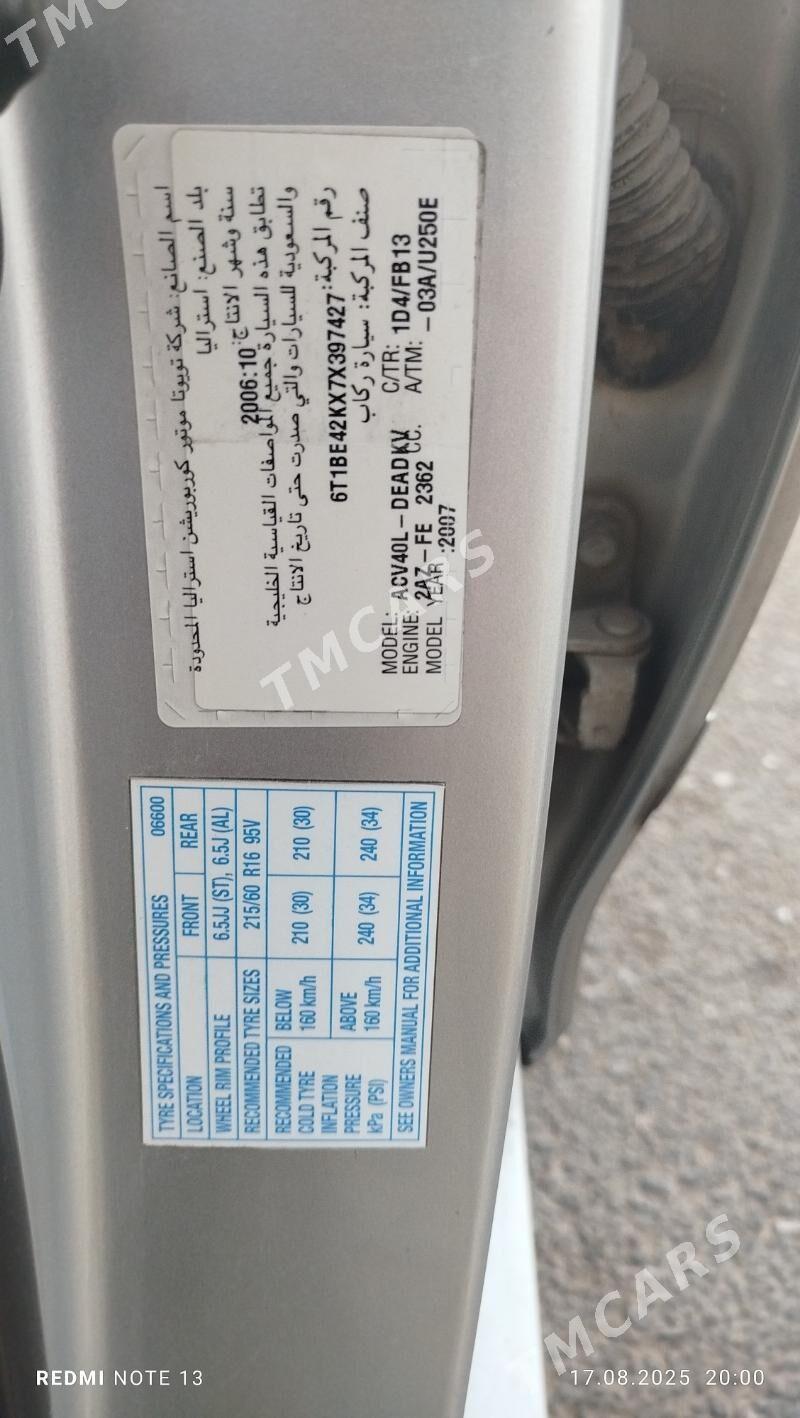 اسم الصانع: شركة تويوتا موتور كوربوريشن استراليا المحدودة
بلد الصنع: استراليا
سنة وشهر الانتاج: 2006:10
تطابق هذه السيارة جميع المواصفات القياسية الخليجية
والسعودية للسيارات والتي صدرت حتى تاريخ الانتاج
رقم المركبة: 6T1BE42KX7X397427
صنف المركبة: سيارة ركاب
MODEL: ACV40L-DEADKV C/TR: 1D4/FB13
ENGINE: 2AZ-FE 2362 CC. A/TM: -03A/U250E
MODEL YEAR :2007
TYRE SPECIFICATIONS AND PRESSURES 06600
LOCATION FRONT REAR
WHEEL RIM PROFILE 6.5JJ (ST), 6.5J (AL)
RECOMMENDED TYRE SIZES 215/60 R16 95V
RECOMMENDED COLD TYRE INFLATION PRESSURE kPa (PSI)
BELOW 160 km/h 210 (30) 210 (30)
ABOVE 160 km/h 240 (34) 240 (34)
SEE OWNERS MANUAL FOR ADDITIONAL INFORMATION
TMCARS
TMCARS
TMCARS
REDMI NOTE 13
17.08.2025 20:00